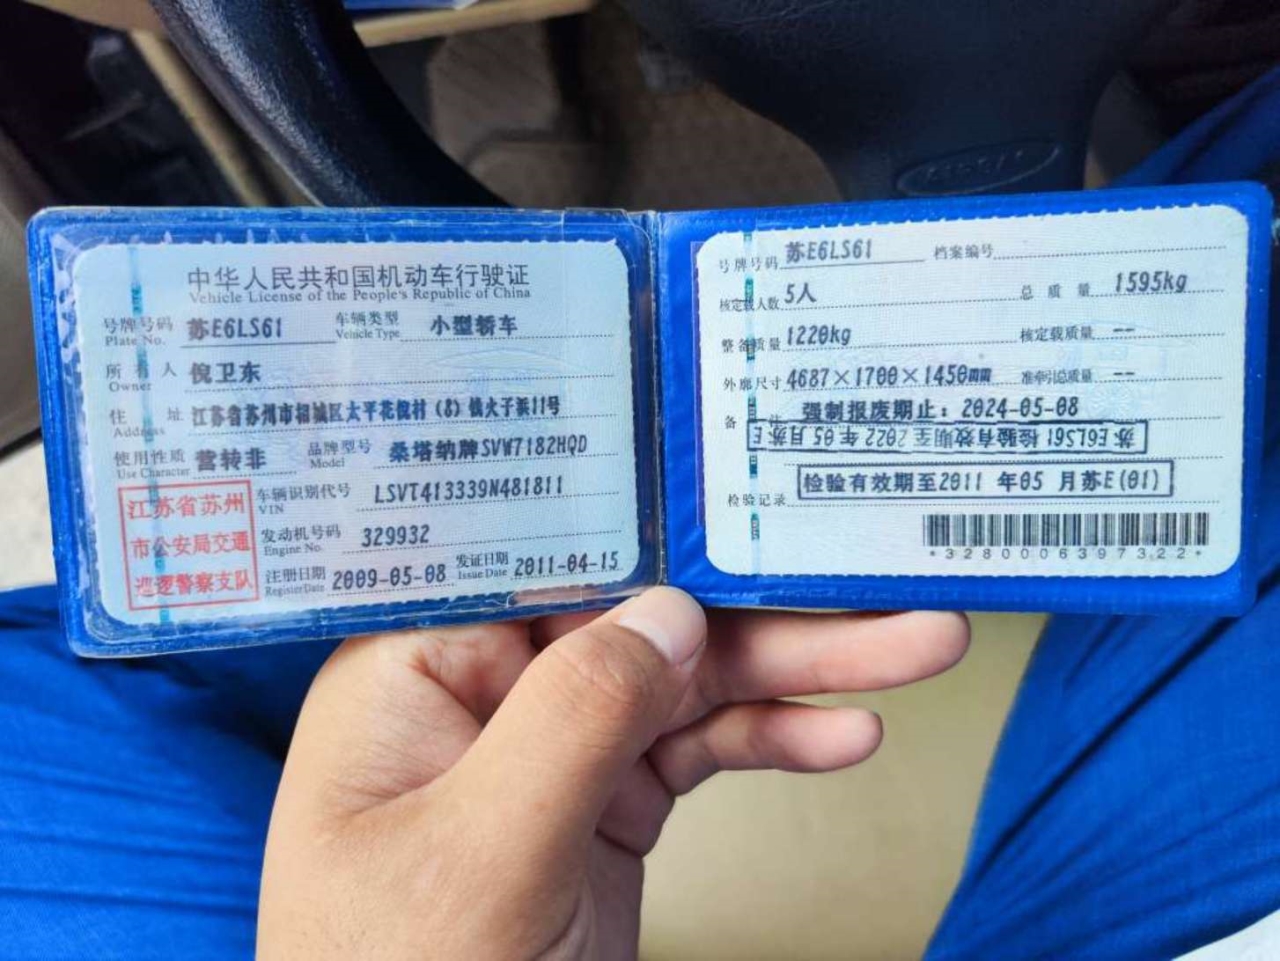 中华人民共和国机动车行驶证
Vehicle License of the People's Republic of China
号牌号码 苏E6LS61 车辆类型 小型轿车
Plate No. Vehicle Type
所有人 倪卫东
Owner
住址 江苏省苏州市相城区太平花倪村(8)钱火子浜11号
Address
使用性质 营转非 品牌型号 桑塔纳牌SVW7182HQD
Use Character Model
江苏省苏州
市公安局交通
巡逻警察支队
车辆识别代号 LSVT413339N481811
VIN
发动机号码 329932
Engine No.
注册日期 2009-05-08 发证日期 2011-04-15
Register Date Issue Date
号牌号码 苏E6LS61 档案编号
核定载人数 5人 总质量 1595kg
整备质量 1220kg 核定载质量 --
外廓尺寸 4687×1700×1450mm 准牵引总质量 --
备注 强制报废期止:2024-05-08
苏E6LS61 检验有效期至2022年05月苏E
检验记录 检验有效期至2011 年05 月苏E(01)
*3280006397322*